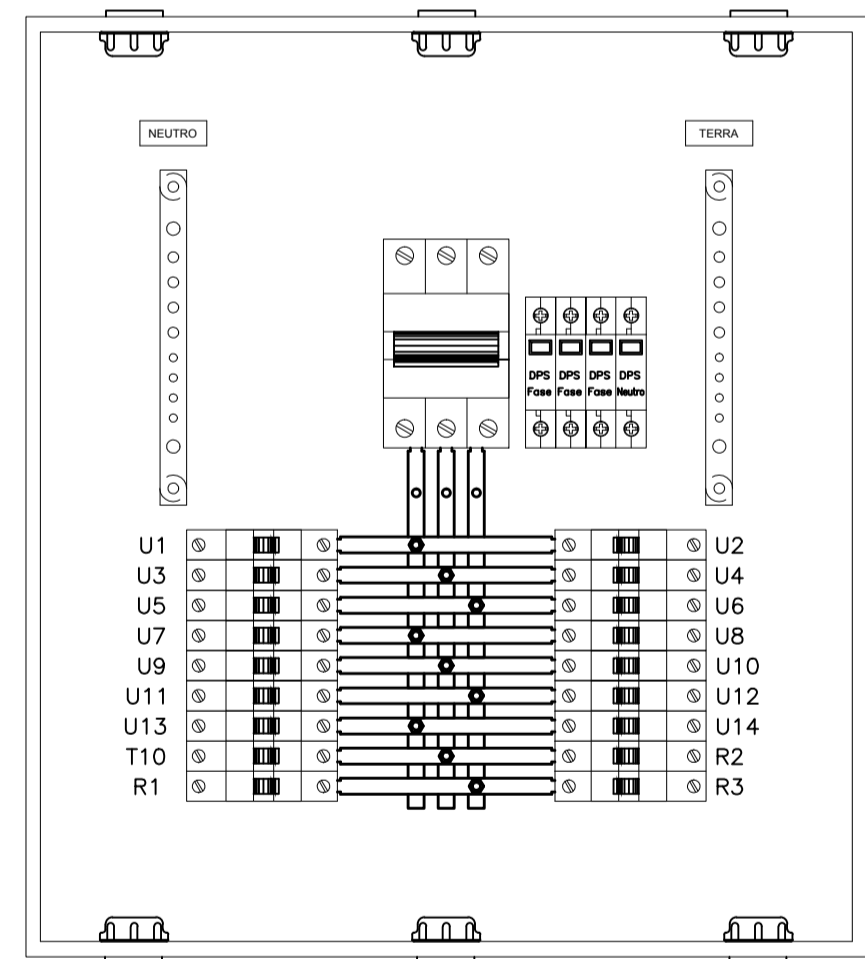 NEUTRO
TERRA
DPS DPS DPS DPS
Fase Fase Fase Neutro
U1 U2
U3 U4
U5 U6
U7 U8
U9 U10
U11 U12
U13 U14
T10 R2
R1 R3